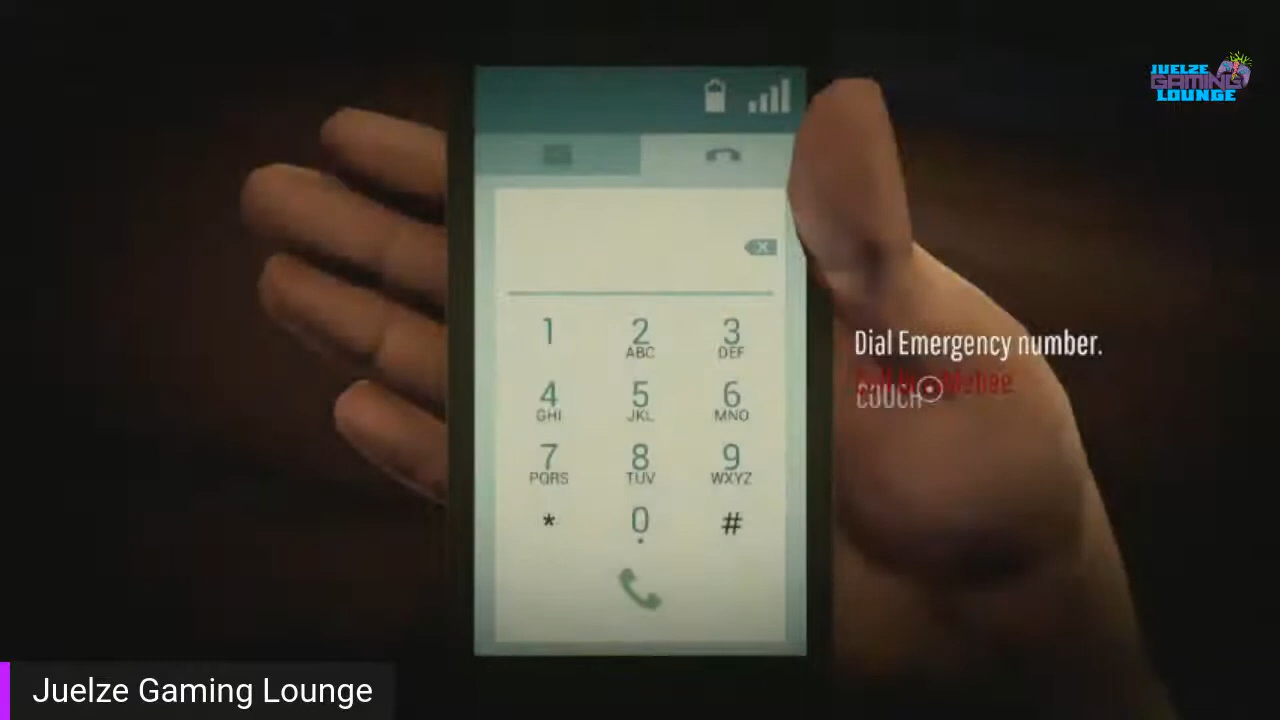 JUELZE
GAMING
LOUNGE
1
2
ABC
3
DEF
4
GHI
5
JKL
6
MNO
7
PQRS
8
TUV
9
WXYZ
*
0
#
Dial Emergency number.
COUCH
Juelze Gaming Lounge